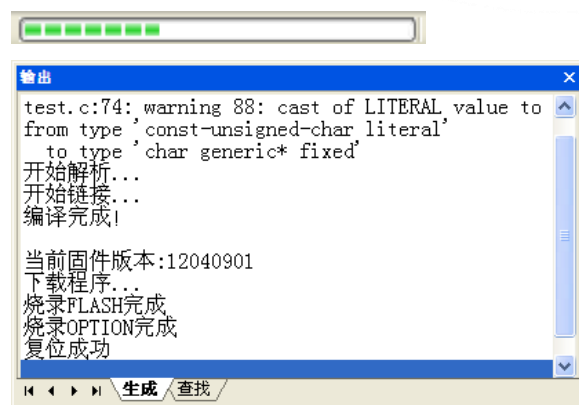 输出
test.c:74: warning 88: cast of LITERAL value to
from type 'const-unsigned-char literal'
to type 'char generic* fixed'
开始解析...
开始链接...
编译完成!
当前固件版本:12040901
下载程序...
烧录FLASH完成
烧录OPTION完成
复位成功
生成 查找